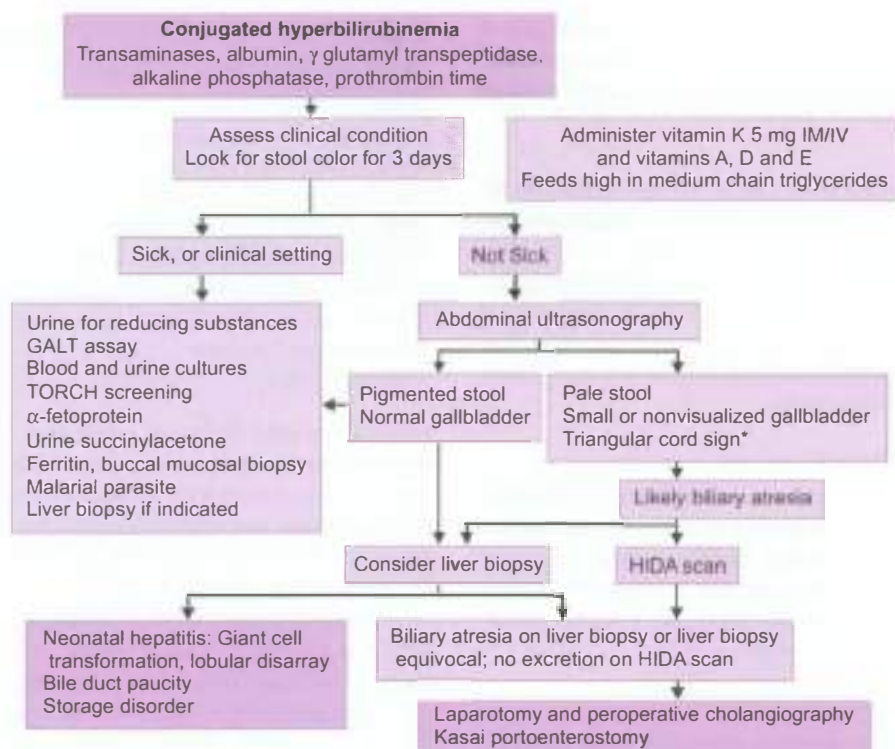 Conjugated hyperbilirubinemia
Transaminases, albumin, γ glutamyl transpeptidase,
alkaline phosphatase, prothrombin time
Assess clinical condition
Look for stool color for 3 days
Administer vitamin K 5 mg IM/IV
and vitamins A, D and E
Feeds high in medium chain triglycerides
Sick, or clinical setting
Not Sick
Urine for reducing substances
GALT assay
Blood and urine cultures
TORCH screening
α-fetoprotein
Urine succinylacetone
Ferritin, buccal mucosal biopsy
Malarial parasite
Liver biopsy if indicated
Abdominal ultrasonography
Pigmented stool
Normal gallbladder
Pale stool
Small or nonvisualized gallbladder
Triangular cord sign*
Likely biliary atresia
Consider liver biopsy
HIDA scan
Neonatal hepatitis: Giant cell
transformation, lobular disarray
Bile duct paucity
Storage disorder
Biliary atresia on liver biopsy or liver biopsy
equivocal; no excretion on HIDA scan
Laparotomy and peroperative cholangiography
Kasai portoenterostomy